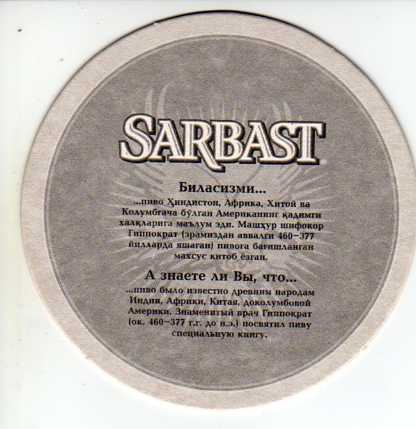 SARBAST
Биласизми...
...пиво Ҳиндистон, Африка, Хитой ва
Колумбгача бўлган Американинг қадимги
халқларига маълум эди. Машҳур шифокор
Гиппократ (эрамиздан аввалги 460-377
йилларда яшаган) пивога бағишланган
махсус китоб ёзган.
А знаете ли Вы, что...
...пиво было известно древним народам
Индии, Африки, Китая, доколумбовой
Америки. Знаменитый врач Гиппократ
(ок. 460-377 г.г. до н.э.) посвятил пиву
специальную книгу.